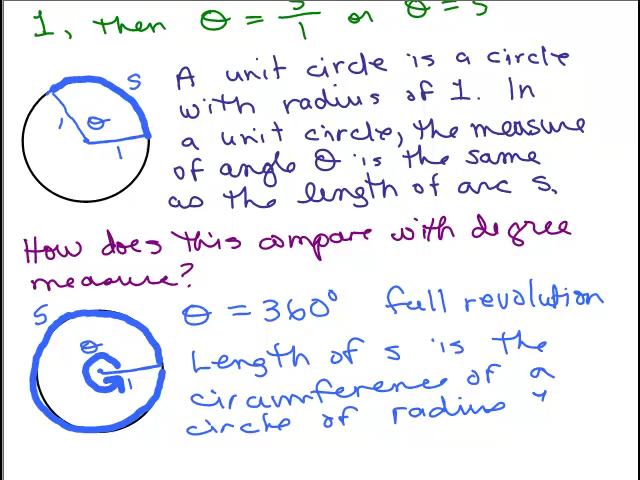 1, then θ = s/1 or θ = s
A unit circle is a circle
with radius of 1. In
a unit circle, the measure
of angle θ is the same
as the length of arc s.
s
θ
1
1
How does this compare with degree
measure?
θ = 360° full revolution
Length of s is the
circumference of a
circle of radius
s
θ
1